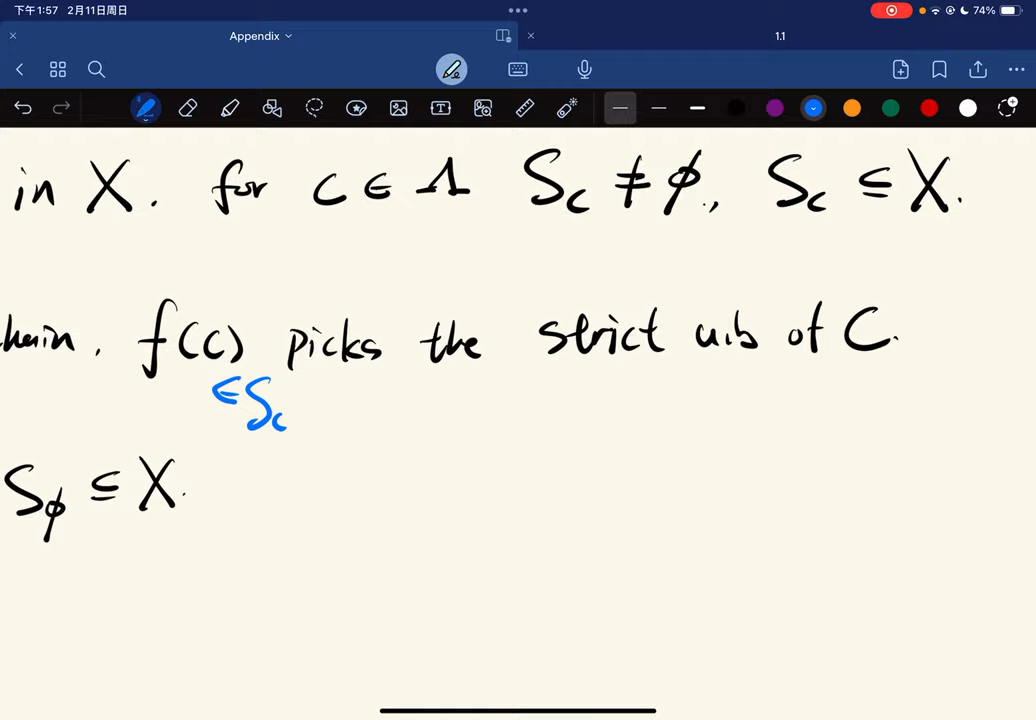 下午1:57 2月11日周日
74%
Appendix
1.1
in X. for c ∈ Λ S_c ≠ ϕ, S_c ⊆ X.
hain. f(c) picks the strict u.b of C.
∈ S_c
S_ϕ ⊆ X.